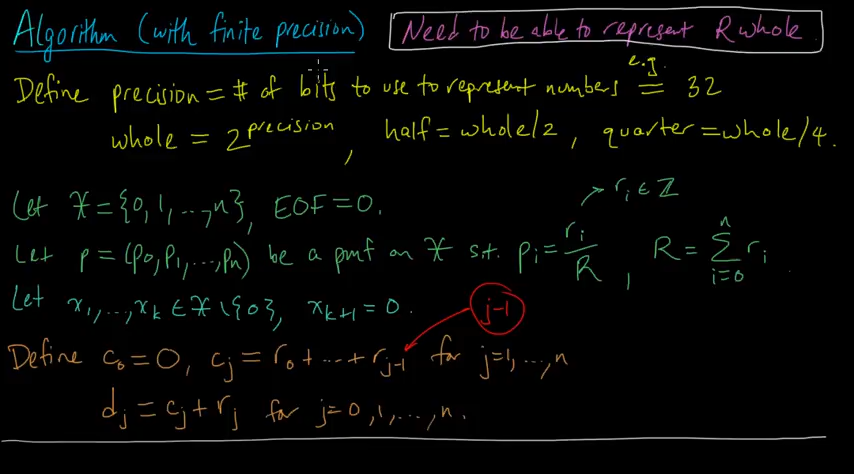 Algorithm (with finite precision) Need to be able to represent R whole.
Define precision = # of bits to use to represent numbers e.g. = 32
whole = 2^precision, half = whole/2, quarter = whole/4.
Let X = {0, 1, ..., n}, EOF = 0. → r_i ∈ ℤ
Let p = (p_0, p_1, ..., p_n) be a pmf on X s.t. p_i = r_i/R, R = ∑_{i=0}^{n} r_i
Let x_1, ..., x_k ∈ X \ {0}, x_{k+1} = 0. j-1
Define c_0 = 0, c_j = r_0 + ... + r_{j-1} for j=1, ..., n
d_j = c_j + r_j for j=0, 1, ..., n.